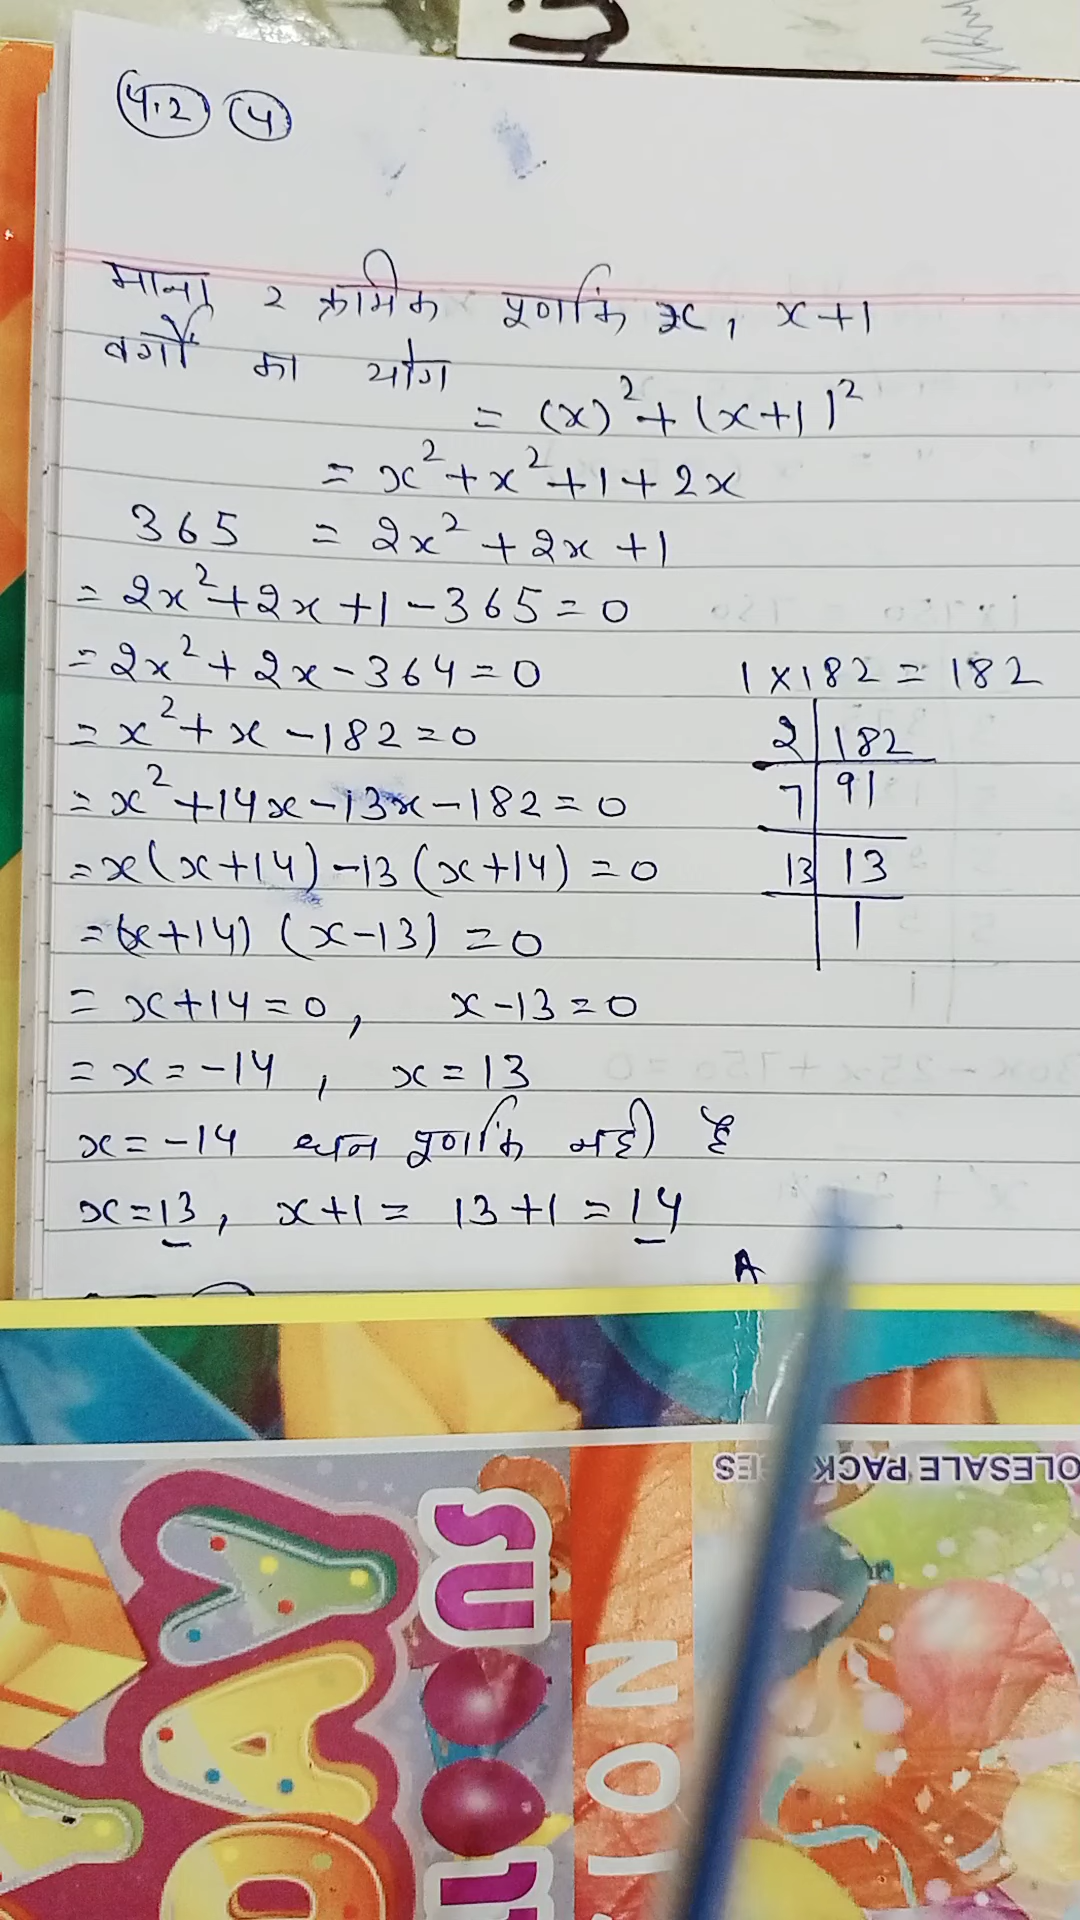 4.2 4
माना 2 क्रमिक पूर्णांक x, x+1
वर्गों का योग
= (x)² + (x+1)²
= x² + x² + 1 + 2x
365 = 2x² + 2x + 1
= 2x² + 2x + 1 - 365 = 0
= 2x² + 2x - 364 = 0
1 × 182 = 182
= x² + x - 182 = 0
2 | 182
= x² + 14x - 13x - 182 = 0
7 | 91
= x(x+14) - 13(x+14) = 0
13 | 13
= (x+14) (x-13) = 0
| 1
= x+14 = 0, x-13 = 0
= x = -14, x = 13
x = -14 धन पूर्णांक नही है
x = 13, x+1 = 13+1 = 14
A
OLESALE PACK
SU
NOI
DAY